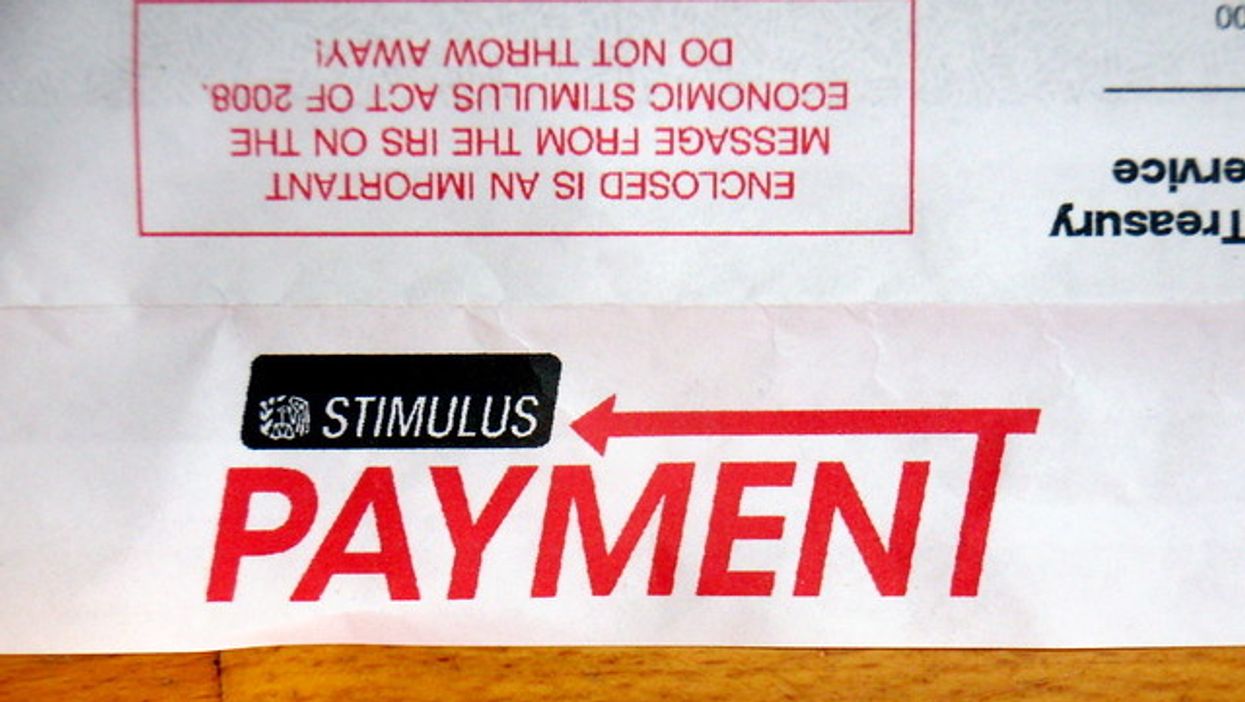 ENCLOSED IS AN IMPORTANT
MESSAGE FROM THE IRS ON THE
ECONOMIC STIMULUS ACT OF 2008.
DO NOT THROW AWAY!
Treasury
ervice
00
STIMULUS
PAYMENT